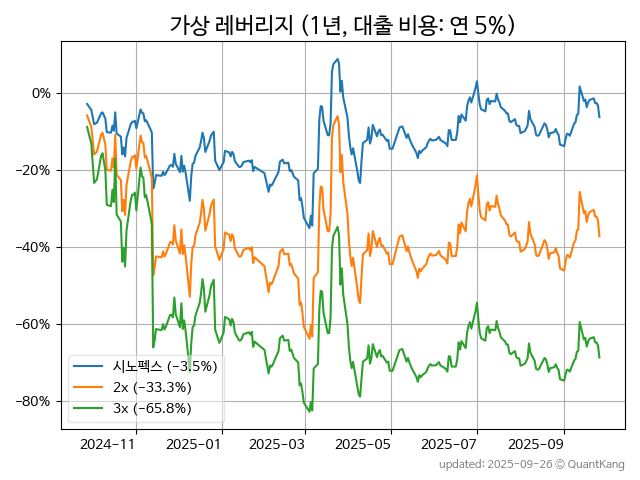 가상 레버리지 (1년, 대출 비용: 연 5%)
0%
−20%
−40%
−60%
−80%
시노펙스 (−3.5%)
2x (−33.3%)
3x (−65.8%)
2024-11
2025-01
2025-03
2025-05
2025-07
2025-09
updated: 2025-09-26 © QuantKang